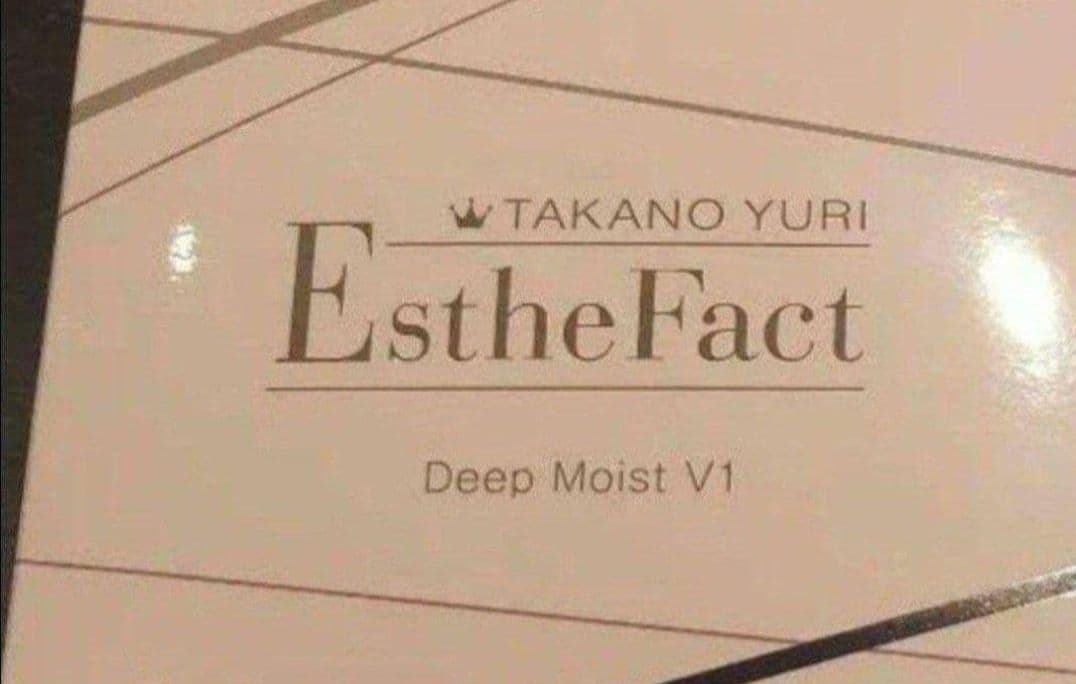 TAKANO YURI
EstheFact
Deep Moist V1